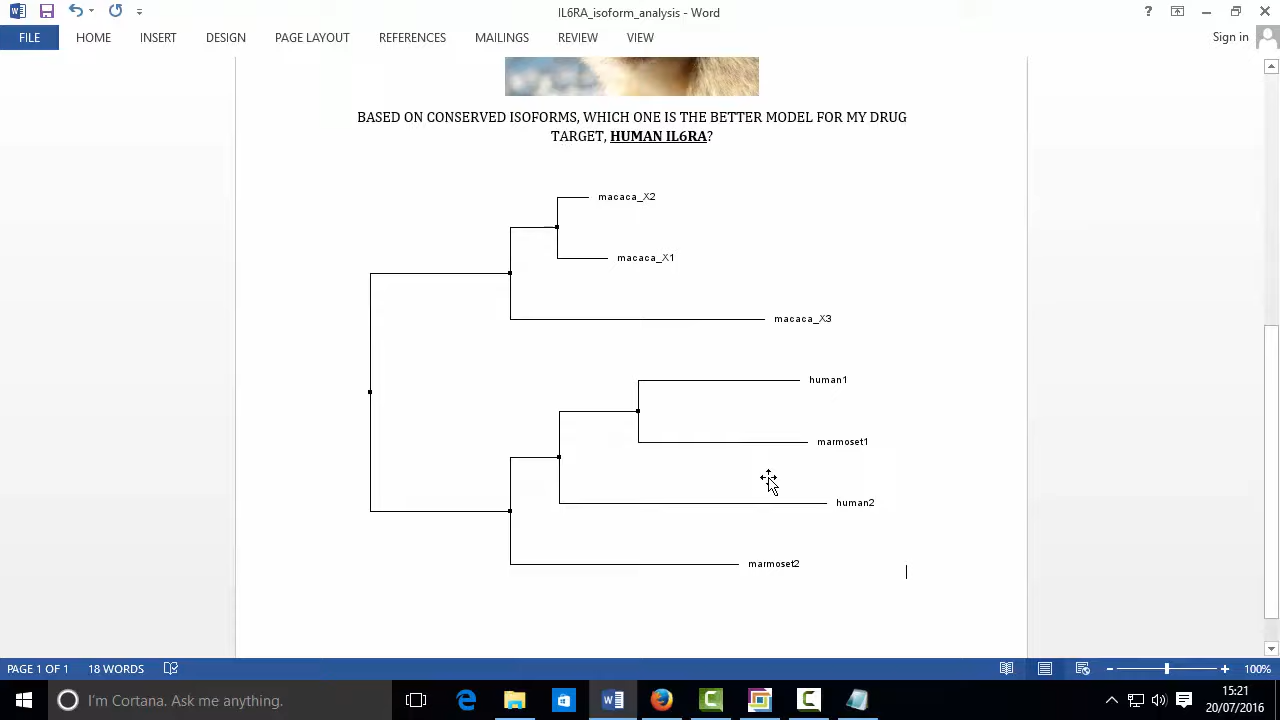 IL6RA_isoform_analysis - Word
?
FILE HOME INSERT DESIGN PAGE LAYOUT REFERENCES MAILINGS REVIEW VIEW Sign in
BASED ON CONSERVED ISOFORMS, WHICH ONE IS THE BETTER MODEL FOR MY DRUG
TARGET, HUMAN IL6RA?
macaca_X2
macaca_X1
macaca_X3
human1
marmoset1
human2
marmoset2
PAGE 1 OF 1 18 WORDS 100%
I'm Cortana. Ask me anything.
15:21
20/07/2016